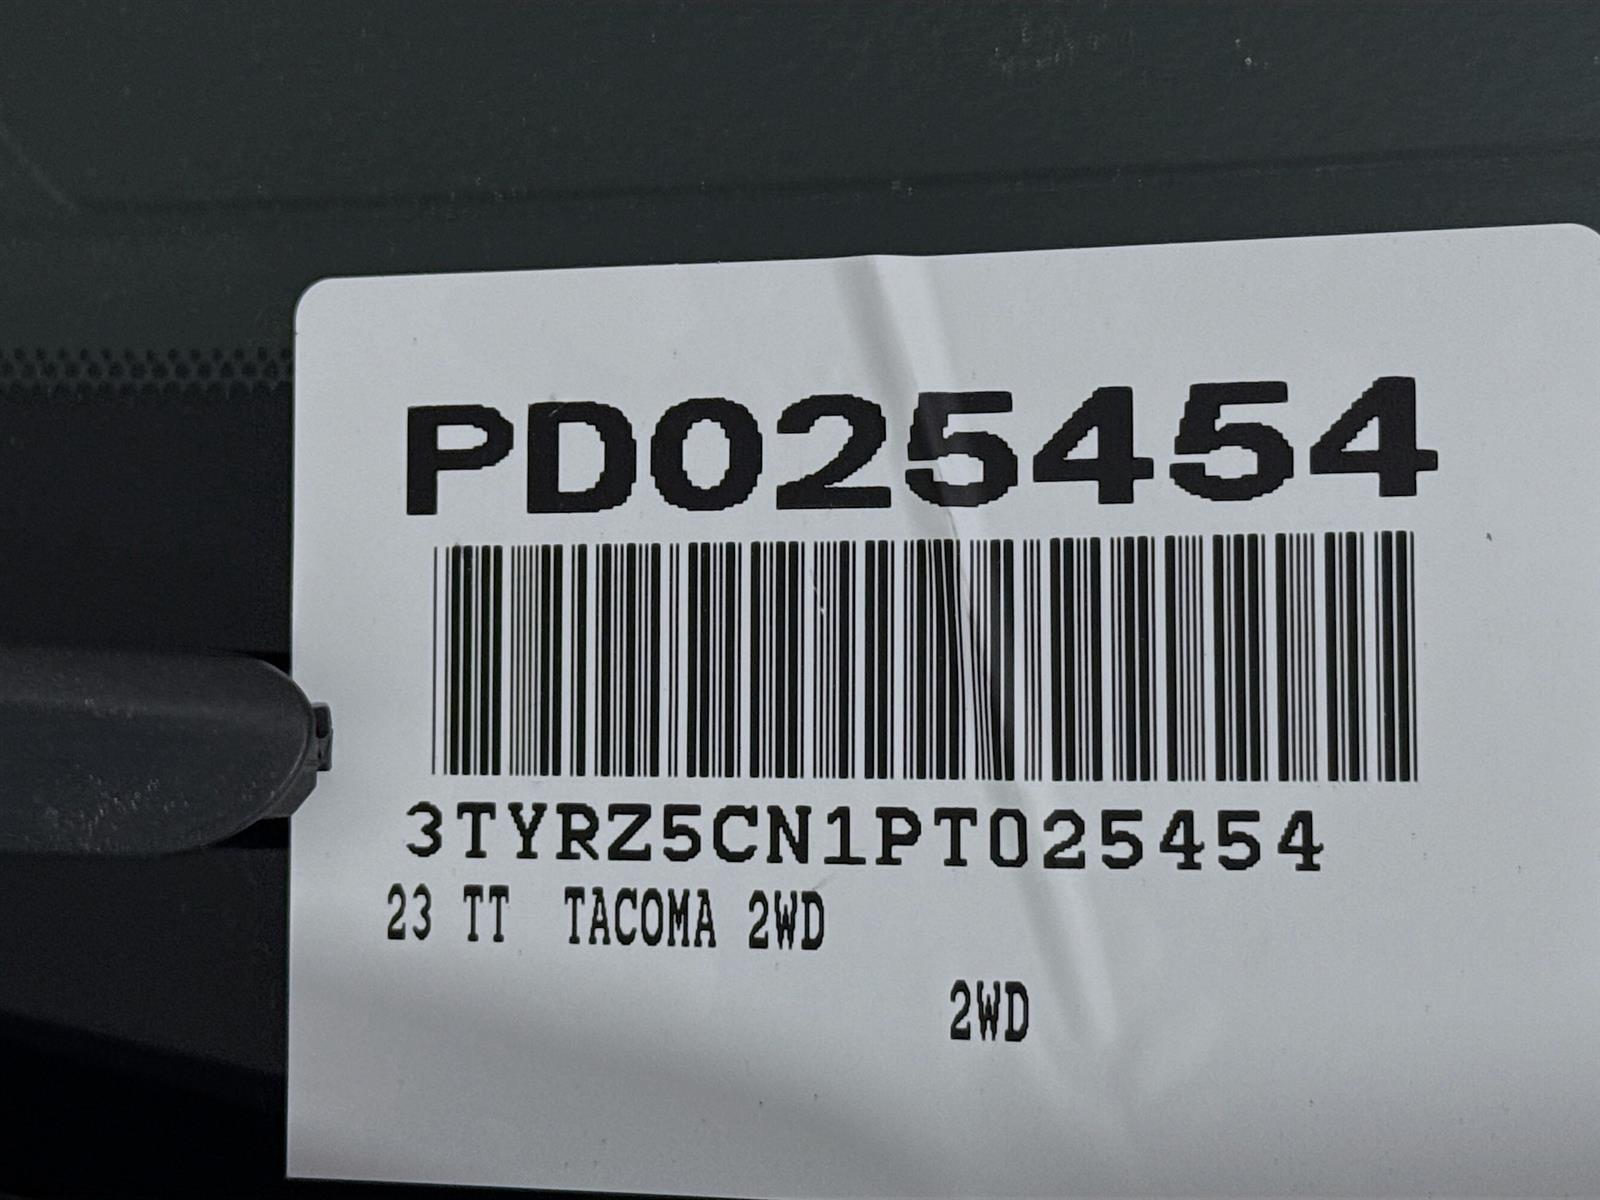 PD025454
3TYRZ5CN1PT025454
23 TT TACOMA 2WD
2WD